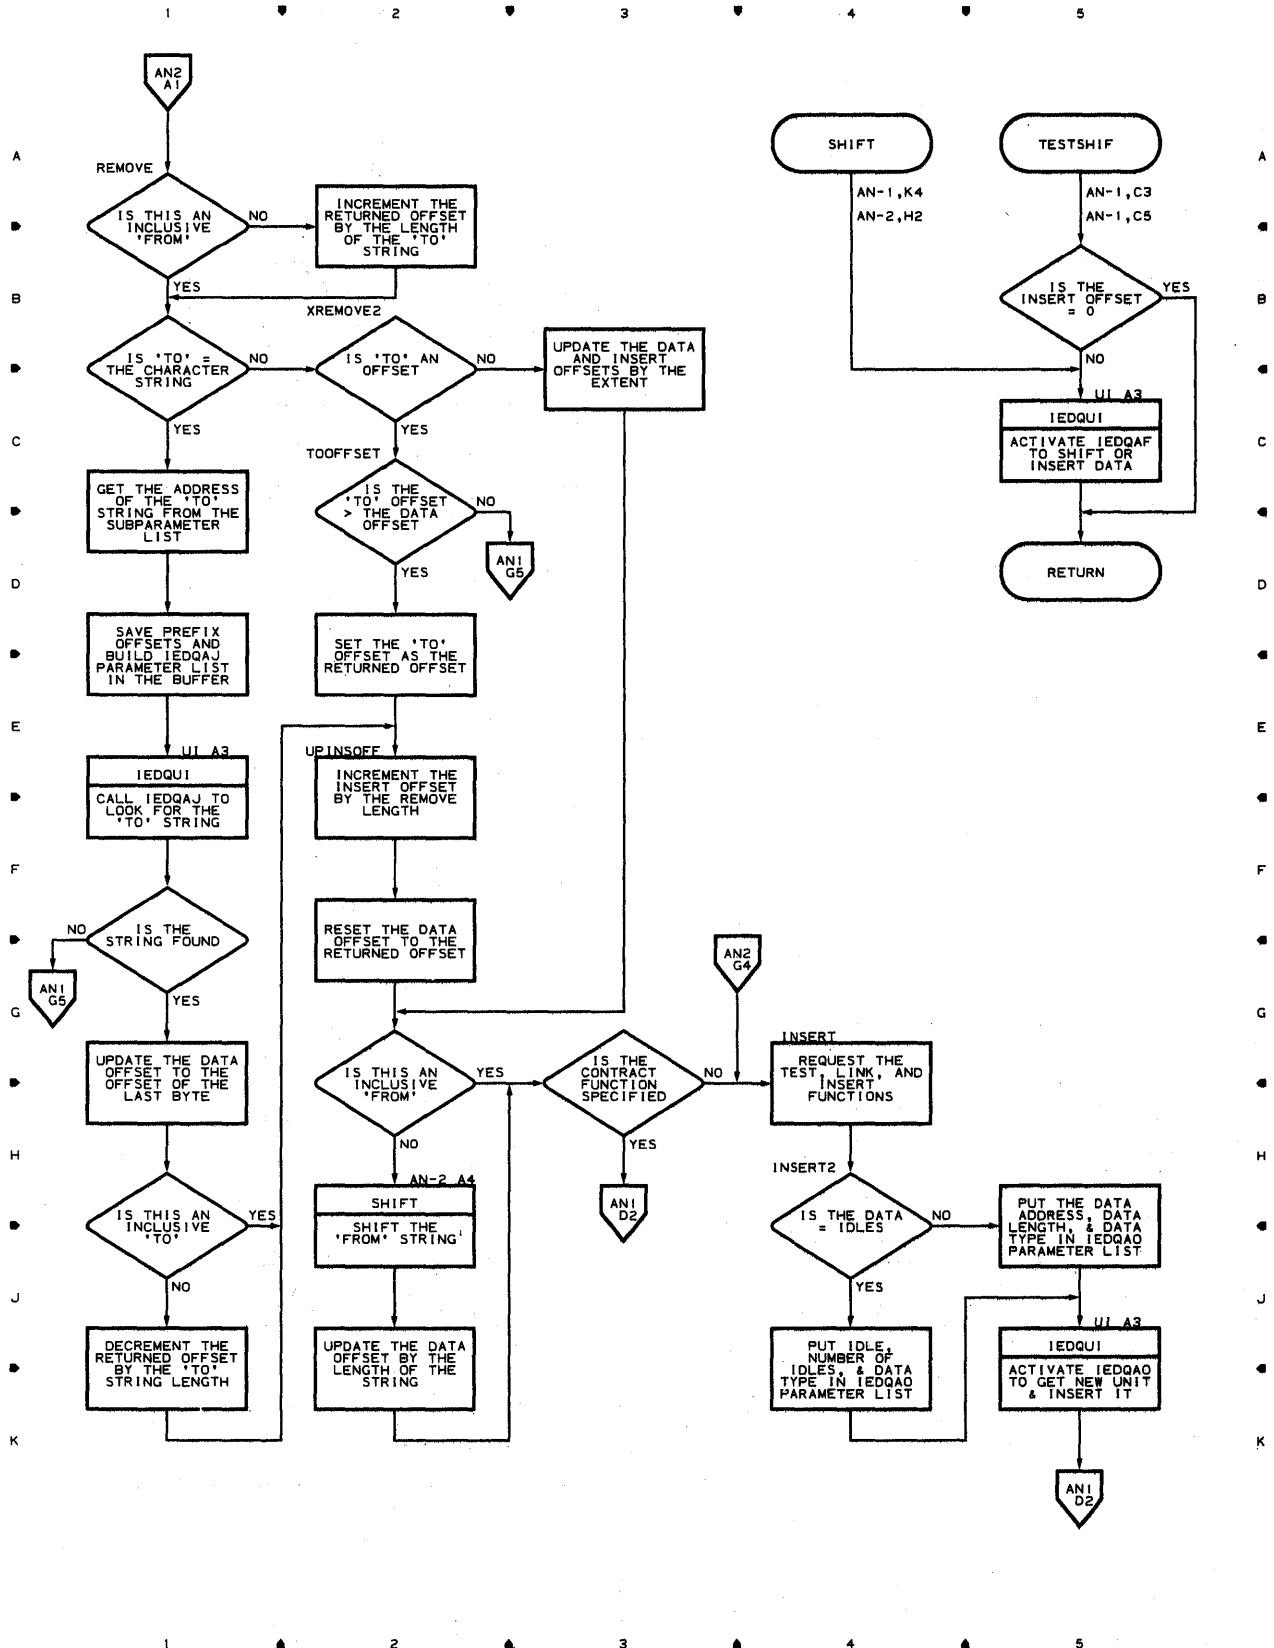 1 2 3 4 5
AN2
A1
A
A
SHIFT
TESTSHIF
REMOVE
AN-1,K4
AN-2,H2
AN-1,C3
AN-1,C5
IS THIS AN
INCLUSIVE
'FROM'
NO
INCREMENT THE
RETURNED OFFSET
BY THE LENGTH
OF THE 'TO'
STRING
YES
B
B
IS THE
INSERT OFFSET
= 0
YES
NO
XREMOVE2
IS 'TO' =
THE CHARACTER
STRING
NO
IS 'TO' AN
OFFSET
NO
UPDATE THE DATA
AND INSERT
OFFSETS BY THE
EXTENT
YES
YES
UI A3
IEDQUI
ACTIVATE IEDQAF
TO SHIFT OR
INSERT DATA
C
C
TOOFFSET
GET THE ADDRESS
OF THE 'TO'
STRING FROM THE
SUBPARAMETER
LIST
IS THE
'TO' OFFSET
> THE DATA
OFFSET
NO
AN1
G5
YES
RETURN
D
D
SAVE PREFIX
OFFSETS AND
BUILD IEDQAJ
PARAMETER LIST
IN THE BUFFER
SET THE 'TO'
OFFSET AS THE
RETURNED OFFSET
E
E
UI A3
IEDQUI
CALL IEDQAJ TO
LOOK FOR THE
'TO' STRING
UPINSOFF
INCREMENT THE
INSERT OFFSET
BY THE REMOVE
LENGTH
F
F
NO
IS THE
STRING FOUND
AN1
G5
YES
RESET THE DATA
OFFSET TO THE
RETURNED OFFSET
AN2
G4
G
G
UPDATE THE DATA
OFFSET TO THE
OFFSET OF THE
LAST BYTE
IS THIS AN
INCLUSIVE
'FROM'
YES
NO
IS THE
CONTRACT
FUNCTION
SPECIFIED
NO
YES
INSERT
REQUEST THE
TEST, LINK, AND
INSERT
FUNCTIONS
H
H
IS THIS AN
INCLUSIVE
'TO'
YES
NO
AN-2 A4
SHIFT
SHIFT THE
'FROM' STRING
AN1
D2
INSERT2
IS THE DATA
= IDLES
NO
YES
PUT THE DATA
ADDRESS, DATA
LENGTH, & DATA
TYPE IN IEDQAO
PARAMETER LIST
J
J
DECREMENT THE
RETURNED OFFSET
BY THE 'TO'
STRING LENGTH
UPDATE THE DATA
OFFSET BY THE
LENGTH OF THE
STRING
PUT IDLE,
NUMBER OF
IDLES, & DATA
TYPE IN IEDQAO
PARAMETER LIST
UI A3
IEDQUI
ACTIVATE IEDQAO
TO GET NEW UNIT
& INSERT IT
K
K
AN1
D2
1 2 3 4 5